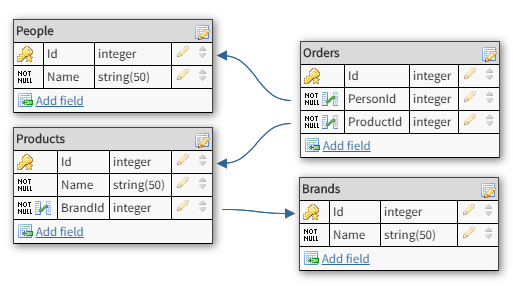 People
Id integer
NOT NULL Name string(50)
Add field
Orders
Id integer
NOT NULL PersonId integer
NOT NULL ProductId integer
Add field
Products
Id integer
NOT NULL Name string(50)
NOT NULL BrandId integer
Add field
Brands
Id integer
NOT NULL Name string(50)
Add field